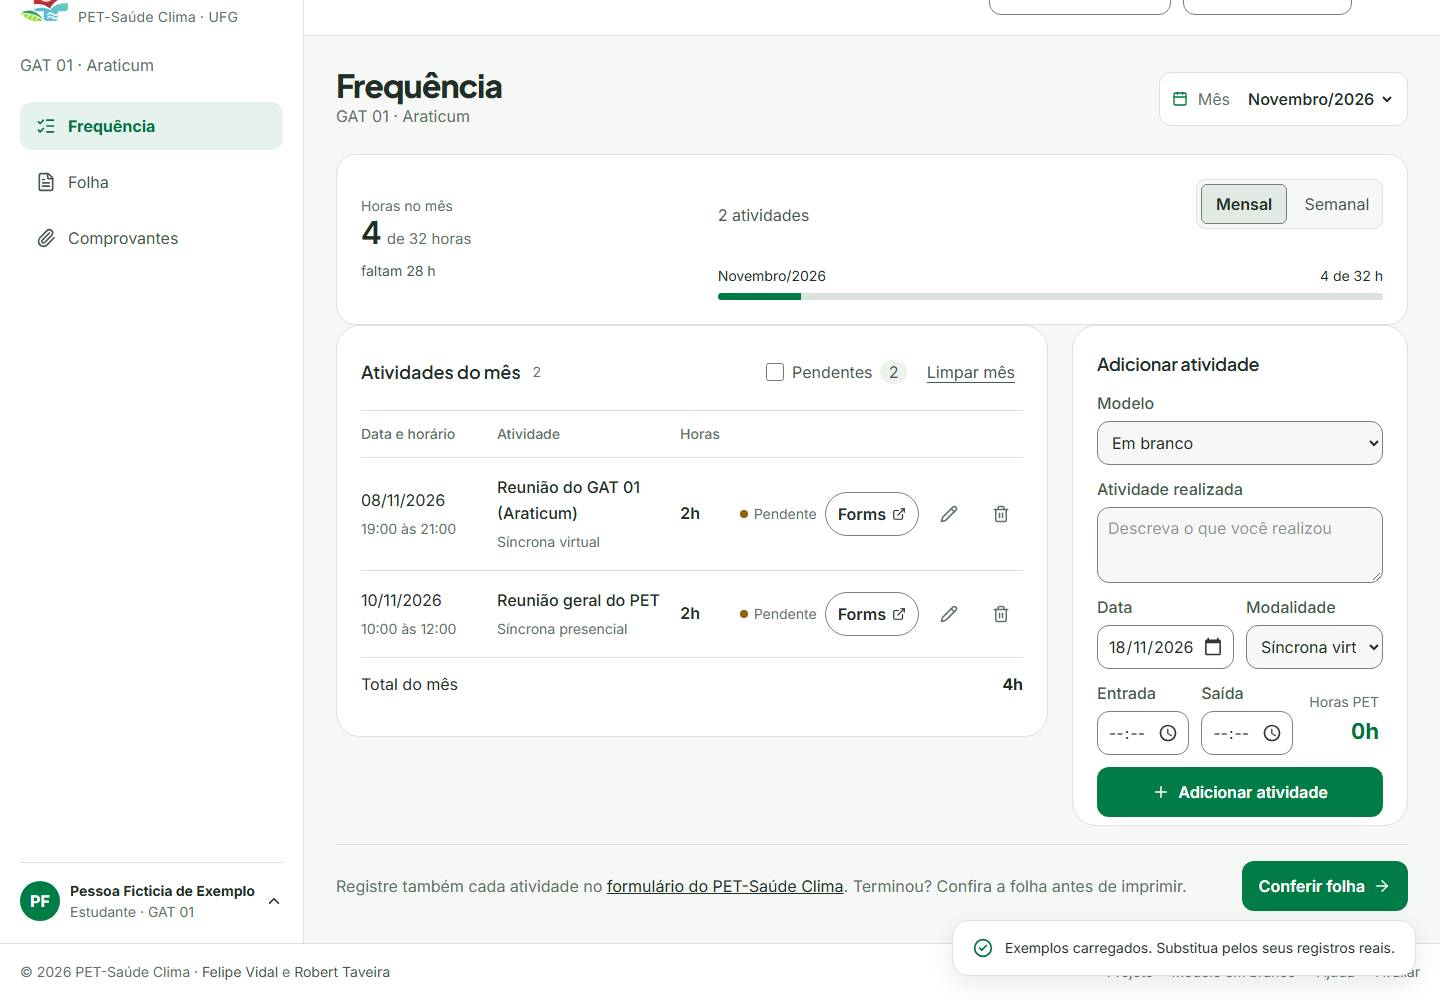 PET-Saúde Clima · UFG
GAT 01 · Araticum
Frequência
Folha
Comprovantes
Pessoa Ficticia de Exemplo
PF
Estudante · GAT 01
Frequência
GAT 01 · Araticum
Mês Novembro/2026
Horas no mês
4 de 32 horas
faltam 28 h
2 atividades
Mensal Semanal
Novembro/2026 4 de 32 h
Atividades do mês 2
Pendentes 2 Limpar mês
Data e horário Atividade Horas
08/11/2026
19:00 às 21:00
Reunião do GAT 01
(Araticum)
Síncrona virtual
2h Pendente Forms
10/11/2026
10:00 às 12:00
Reunião geral do PET
Síncrona presencial
2h Pendente Forms
Total do mês 4h
Adicionar atividade
Modelo
Em branco
Atividade realizada
Descreva o que você realizou
Data Modalidade
18/11/2026 Síncrona virt
Entrada Saída Horas PET
--:-- --:-- 0h
+ Adicionar atividade
Registre também cada atividade no formulário do PET-Saúde Clima. Terminou? Confira a folha antes de imprimir.
Conferir folha
Exemplos carregados. Substitua pelos seus registros reais.
© 2026 PET-Saúde Clima · Felipe Vidal e Robert Taveira